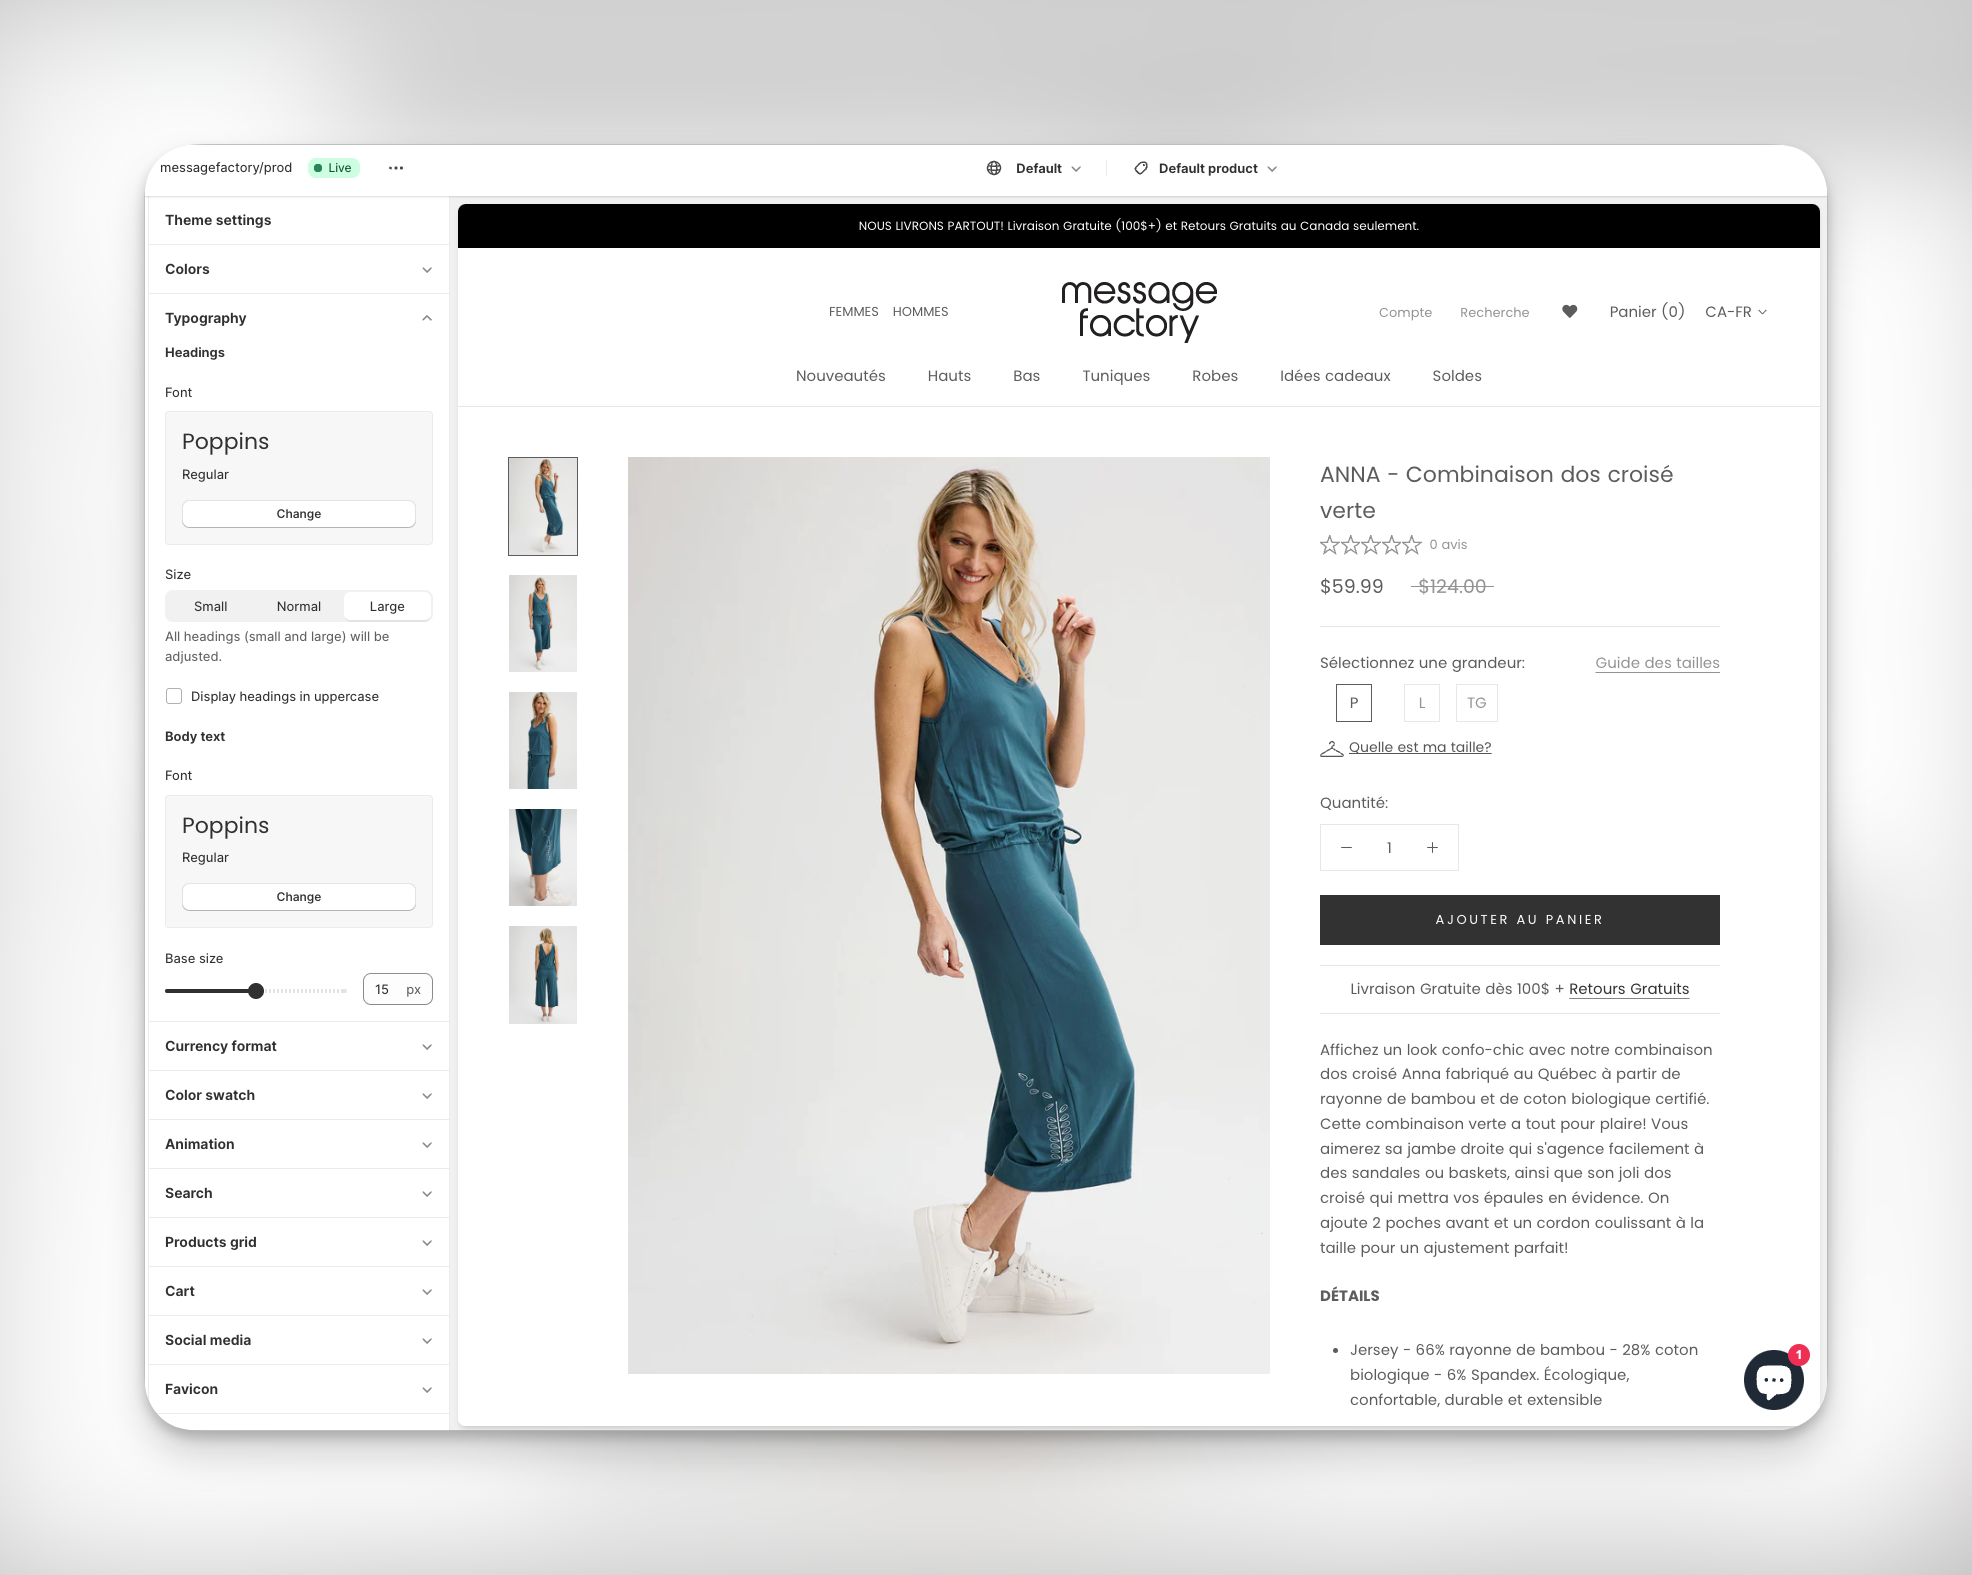 messagefactory/prod
Live
Default
Default product
Theme settings
Colors
Typography
Headings
Font
Poppins
Regular
Change
Size
Small Normal Large
All headings (small and large) will be
adjusted.
Display headings in uppercase
Body text
Font
Poppins
Regular
Change
Base size
15 px
Currency format
Color swatch
Animation
Search
Products grid
Cart
Social media
Favicon
NOUS LIVRONS PARTOUT! Livraison Gratuite (100$+) et Retours Gratuits au Canada seulement.
FEMMES HOMMES
message
factory
Compte Recherche Panier (0) CA-FR
Nouveautés Hauts Bas Tuniques Robes Idées cadeaux Soldes
ANNA - Combinaison dos croisé
verte
0 avis
$59.99 $124.00
Sélectionnez une grandeur: Guide des tailles
P L TG
Quelle est ma taille?
Quantité:
1
AJOUTER AU PANIER
Livraison Gratuite dès 100$ + Retours Gratuits
Affichez un look confo-chic avec notre combinaison
dos croisé Anna fabriqué au Québec à partir de
rayonne de bambou et de coton biologique certifié.
Cette combinaison verte a tout pour plaire! Vous
aimerez sa jambe droite qui s'agence facilement à
des sandales ou baskets, ainsi que son joli dos
croisé qui mettra vos épaules en évidence. On
ajoute 2 poches avant et un cordon coulissant à la
taille pour un ajustement parfait!
DÉTAILS
Jersey - 66% rayonne de bambou - 28% coton
biologique - 6% Spandex. Écologique,
confortable, durable et extensible
1